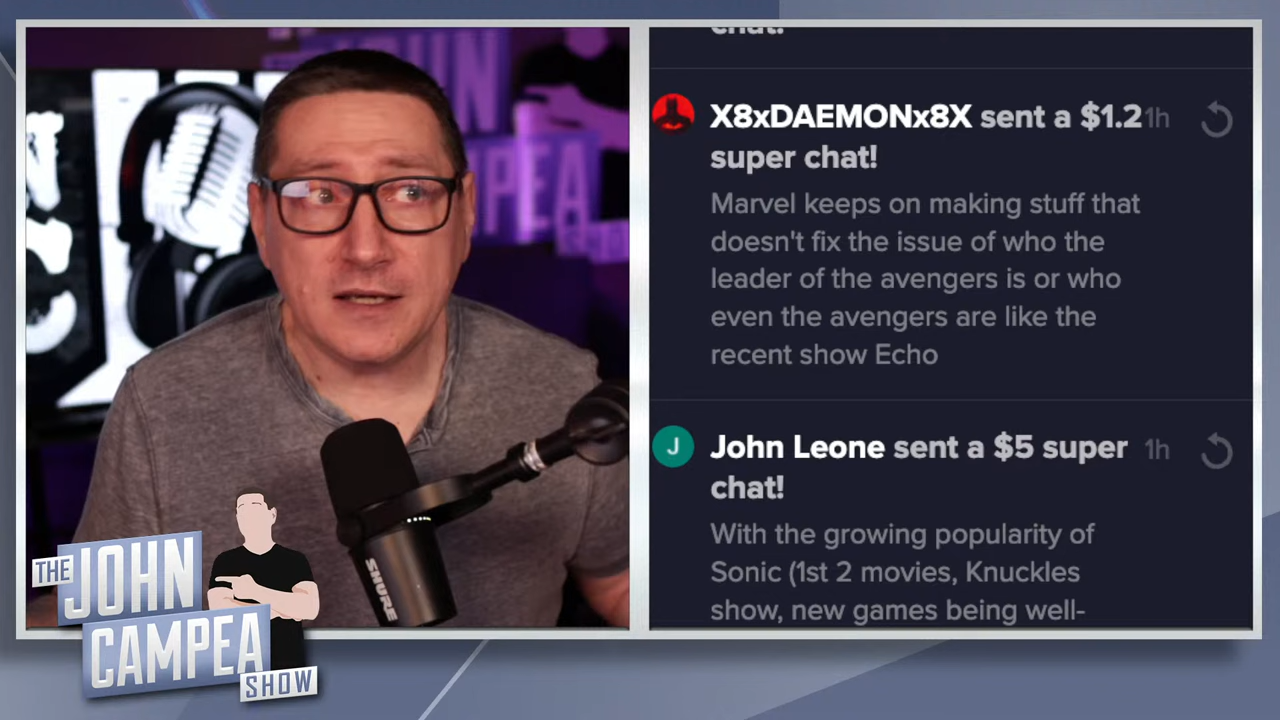 chat!
X8xDAEMONx8X sent a $1.2 1h
super chat!
Marvel keeps on making stuff that
doesn't fix the issue of who the
leader of the avengers is or who
even the avengers are like the
recent show Echo
J
John Leone sent a $5 super 1h
chat!
With the growing popularity of
Sonic (1st 2 movies, Knuckles
show, new games being well-
THE
JOHN
CAMPEA
SHOW
SHURE